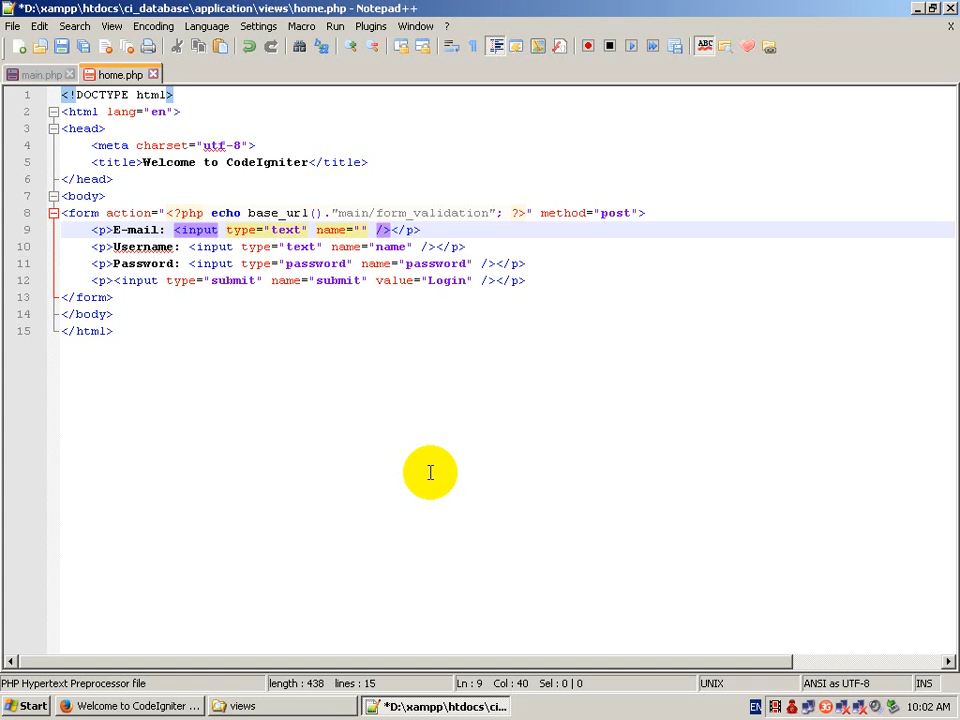 *D:\xampp\htdocs\ci_database\application\views\home.php - Notepad++
File Edit Search View Encoding Language Settings Macro Run Plugins Window ? X
ABC
main.php home.php
1 <!DOCTYPE html>
2 <html lang="en">
3 <head>
4 <meta charset="utf-8">
5 <title>Welcome to CodeIgniter</title>
6 </head>
7 <body>
8 <form action="<?php echo base_url()."main/form_validation"; ?>" method="post">
9 <p>E-mail: <input type="text" name="" /></p>
10 <p>Username: <input type="text" name="name" /></p>
11 <p>Password: <input type="password" name="password" /></p>
12 <p><input type="submit" name="submit" value="Login" /></p>
13 </form>
14 </body>
15 </html>
PHP Hypertext Preprocessor file length : 438 lines : 15 Ln : 9 Col : 40 Sel : 0 | 0 UNIX ANSI as UTF-8 INS
Start Welcome to CodeIgniter ... views *D:\xampp\htdocs\ci... EN 10:02 AM